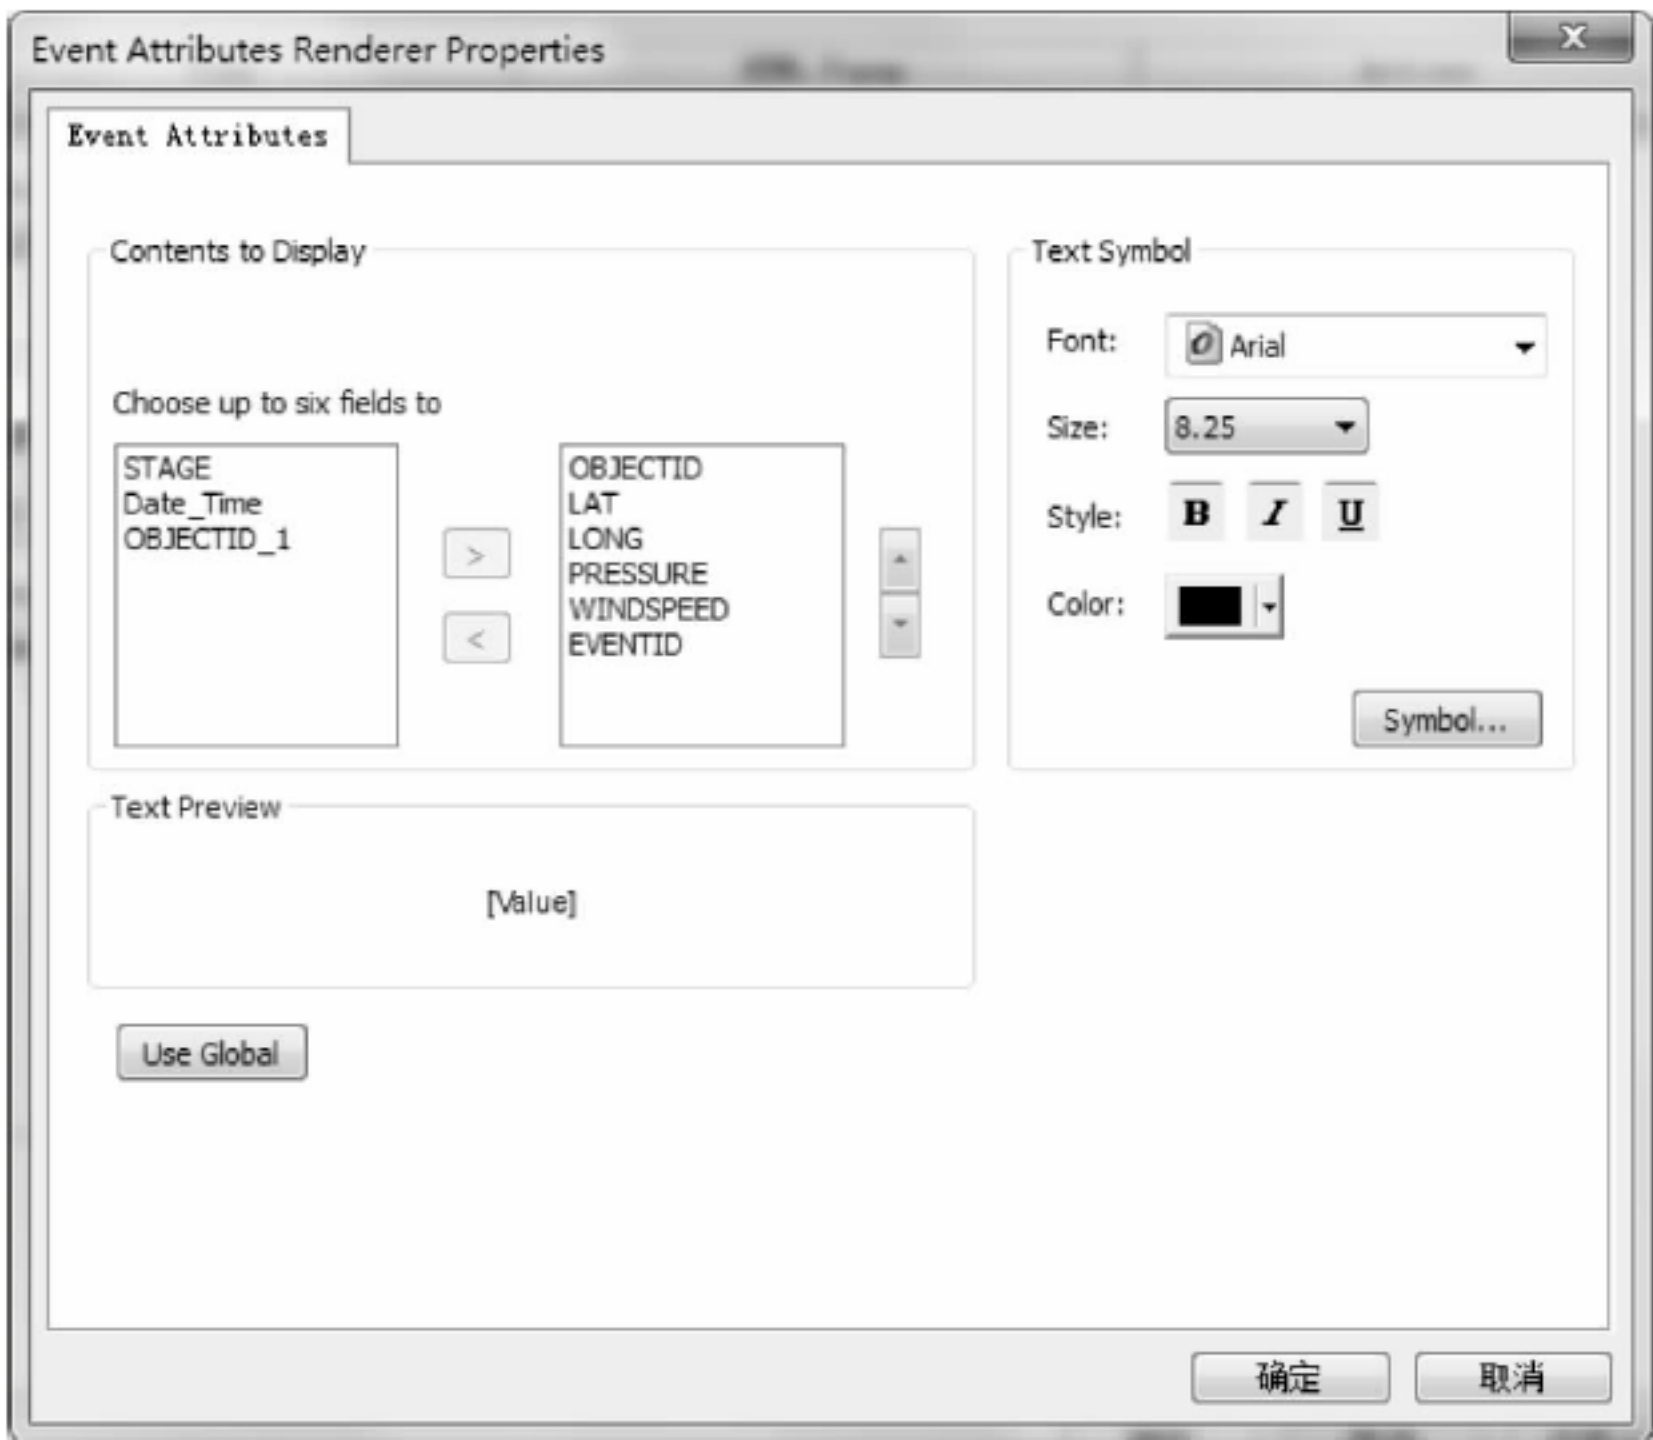 Event Attributes Renderer Properties
Event Attributes
Contents to Display
Choose up to six fields to
STAGE
Date_Time
OBJECTID_1
>
<
OBJECTID
LAT
LONG
PRESSURE
WINDSPEED
EVENTID
Text Symbol
Font: Arial
Size: 8.25
Style: B I U
Color:
Symbol...
Text Preview
[Value]
Use Global
确定 取消